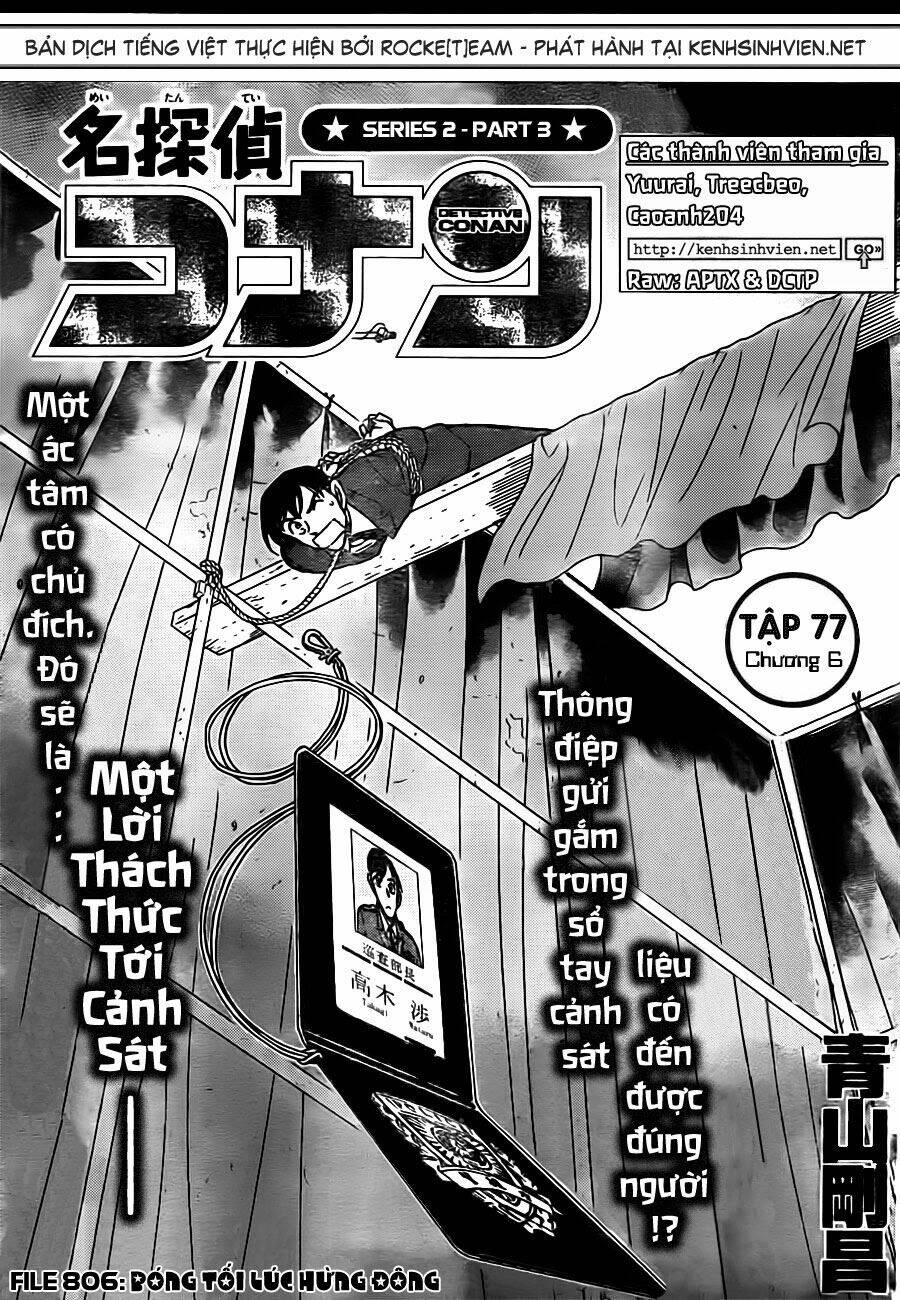 BẢN DỊCH TIẾNG VIỆT THỰC HIỆN BỞI ROCKE[T]EAM - PHÁT HÀNH TẠI KENHSINHVIEN.NET
めい たん てい
名探偵
★ SERIES 2 - PART 3 ★
コナン
DETECTIVE
CONAN
Các thành viên tham gia
Yuurai, Treecbeo,
Caoanh204
http://kenhsinhvien.net
GO»
Raw: APTX & DCTP
Một
ác
tâm
có
chủ
đích.
Đó
sẽ
là...
Một
Lời
Thách
Thức
Tới
Cảnh
Sát
TẬP 77
Chương 6
Thông
điệp
gửi
gắm
trong
sổ
tay
cảnh
sát
liệu
có
đến
được
đúng
người
!?
巡査部長
高木 渉
Takagi Wataru
青山剛昌
FILE 806: BÓNG TỐI LÚC HỪNG ĐÔNG